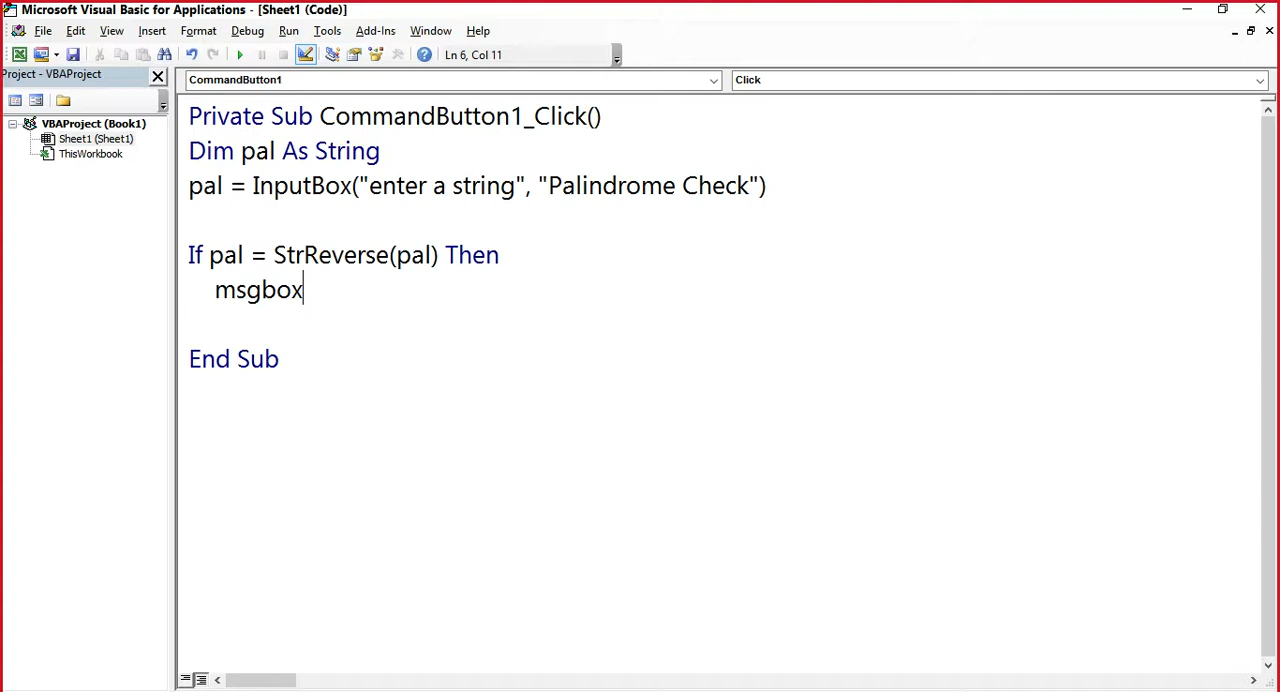 Microsoft Visual Basic for Applications - [Sheet1 (Code)]
File Edit View Insert Format Debug Run Tools Add-Ins Window Help
Ln 6, Col 11
Project - VBAProject
CommandButton1 Click
VBAProject (Book1)
Sheet1 (Sheet1)
ThisWorkbook
Private Sub CommandButton1_Click()
Dim pal As String
pal = InputBox("enter a string", "Palindrome Check")
If pal = StrReverse(pal) Then
msgbox
End Sub